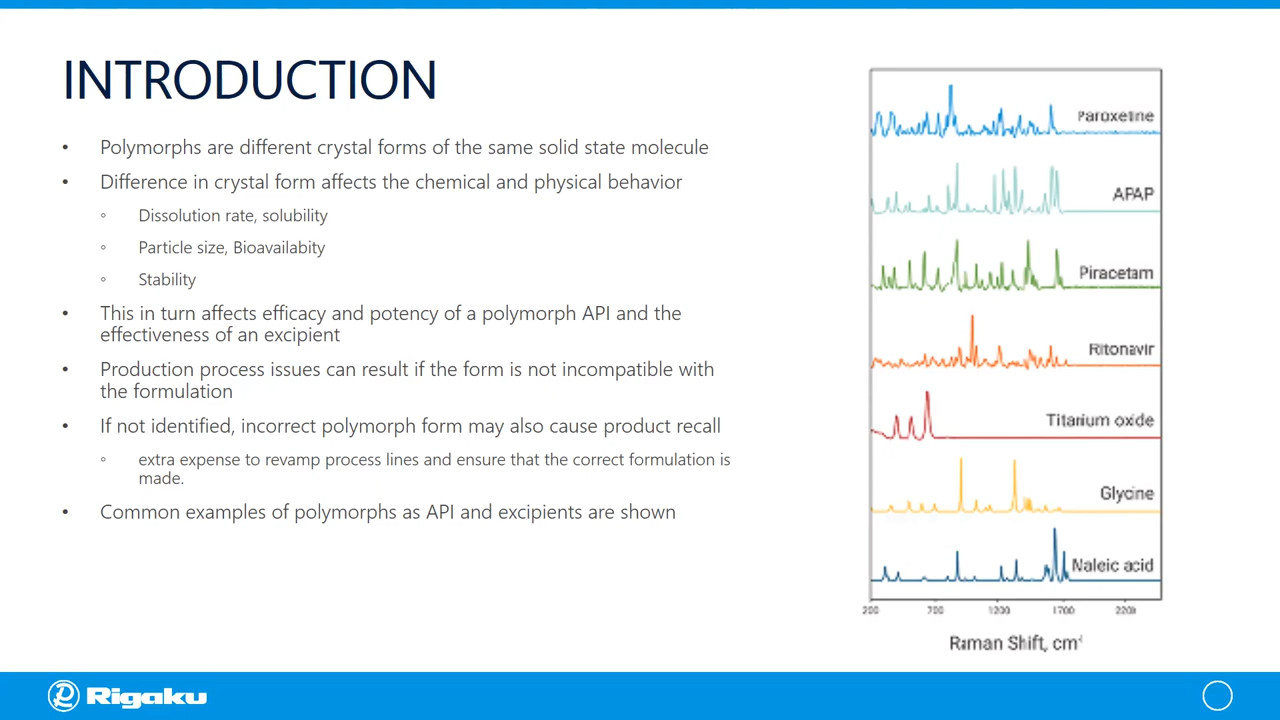 INTRODUCTION
• Polymorphs are different crystal forms of the same solid state molecule
• Difference in crystal form affects the chemical and physical behavior
◦ Dissolution rate, solubility
◦ Particle size, Bioavailabity
◦ Stability
• This in turn affects efficacy and potency of a polymorph API and the
effectiveness of an excipient
• Production process issues can result if the form is not incompatible with
the formulation
• If not identified, incorrect polymorph form may also cause product recall
◦ extra expense to revamp process lines and ensure that the correct formulation is
made.
• Common examples of polymorphs as API and excipients are shown
Paroxetine
APAP
Piracetam
Ritonavir
Titanium oxide
Glycine
Naleic acid
200 700 1200 1700 2200
Raman Shift, cm⁻¹
Rigaku